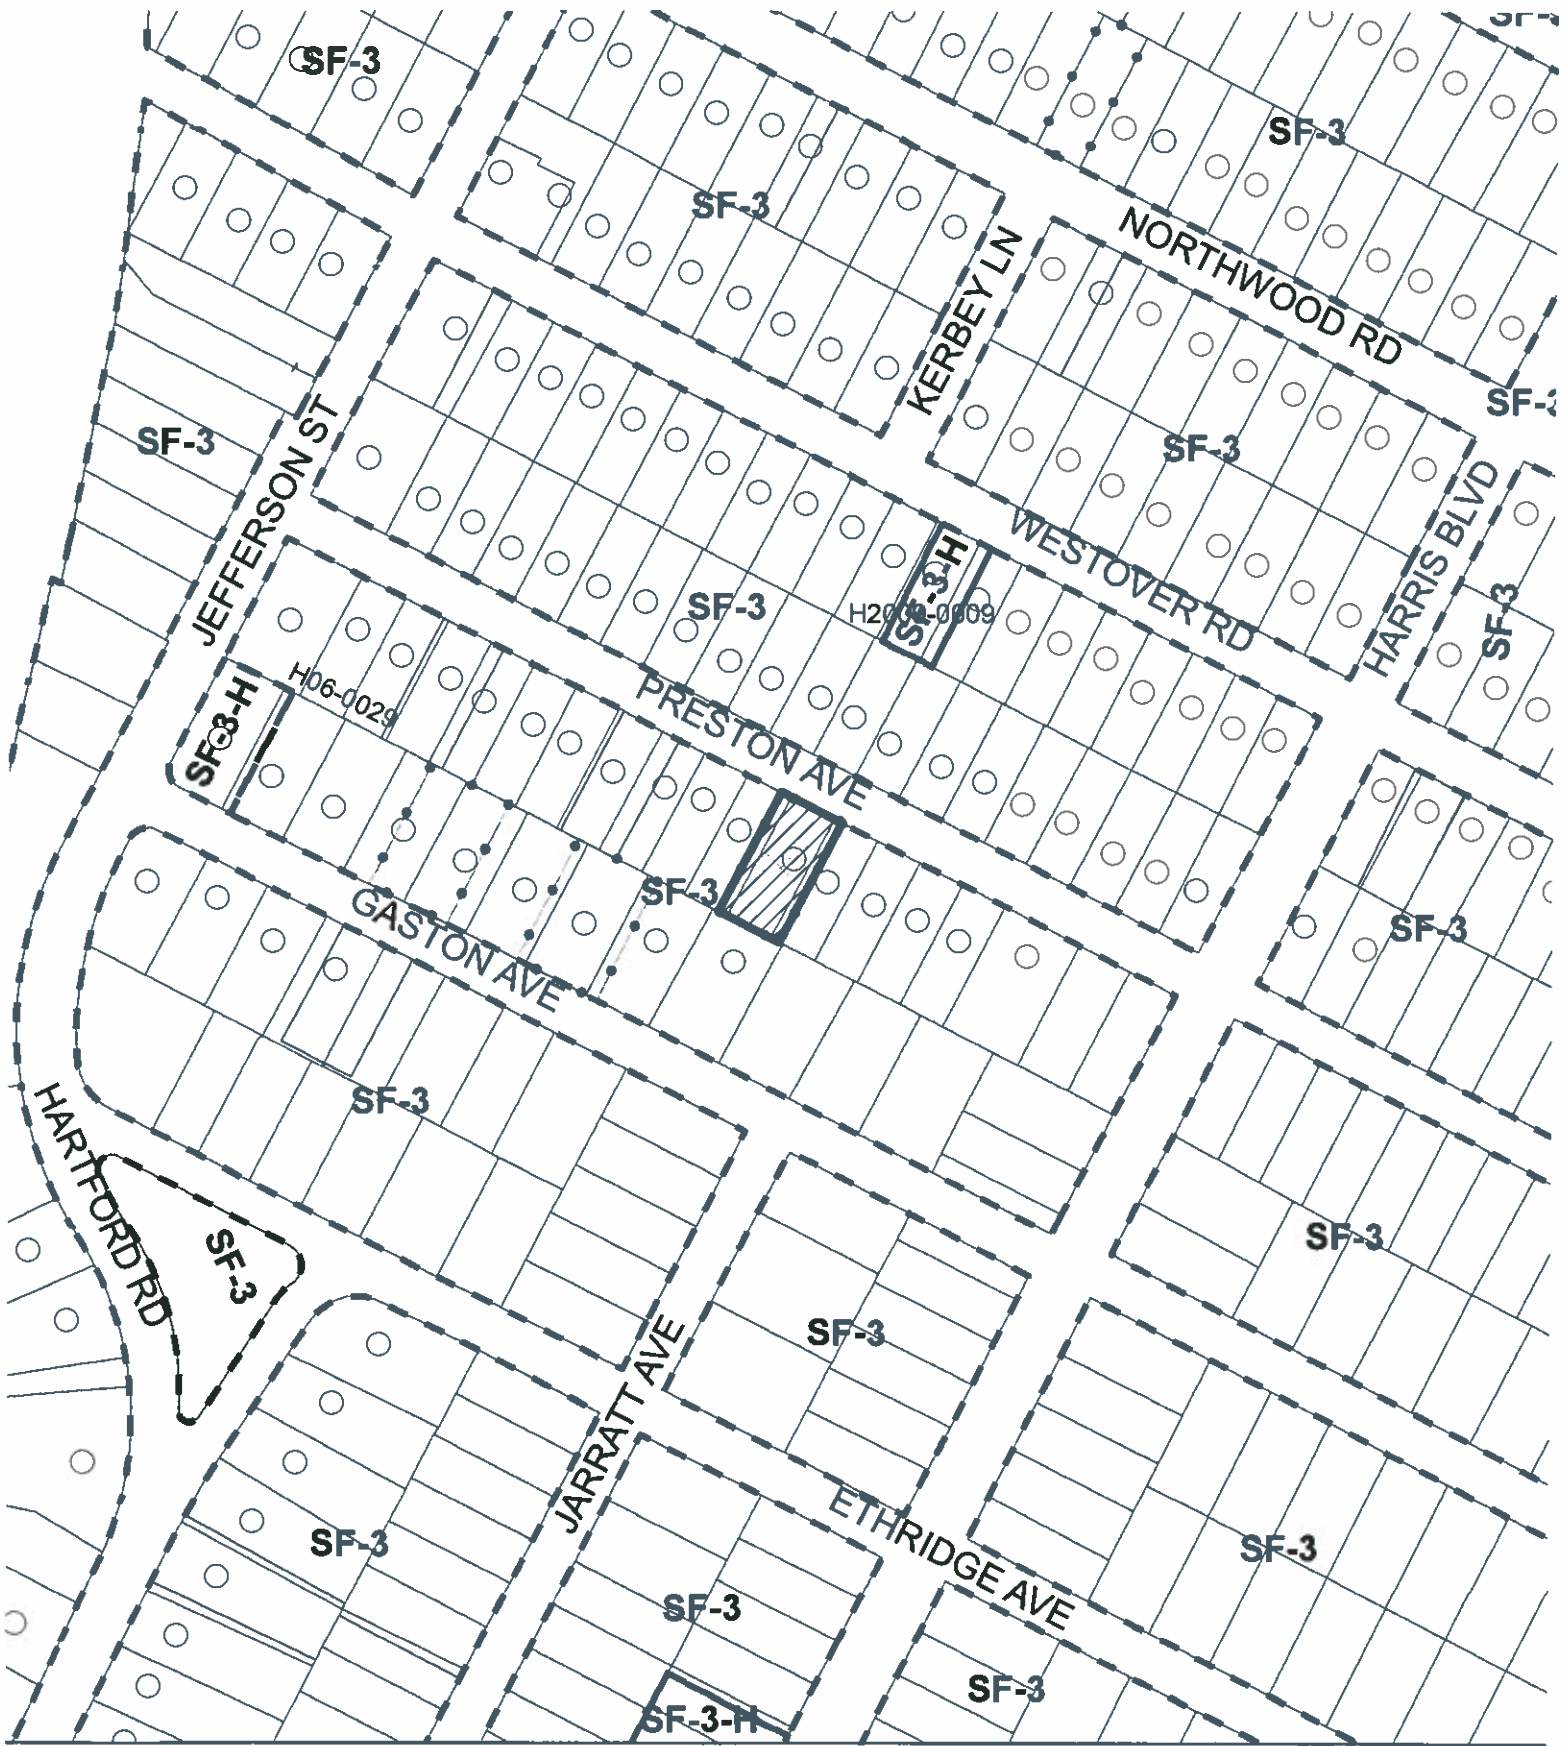 SF-3
SF-3
SF-3
NORTHWOOD RD
KERBEY LN
SF-3
SF-3
SF-3
JEFFERSON ST
HARRIS BLVD
WESTOVER RD
SF-3-H
H2009-0009
SF-3
SF-3
H06-0029
SF-3-H
PRESTON AVE
SF-3
SF-3
GASTON AVE
SF-3
HARTFORD RD
SF-3
SF-3
SF-3
JARRATT AVE
ETHRIDGE AVE
SF-3
SF-3
SF-3
SF-3
SF-3-H